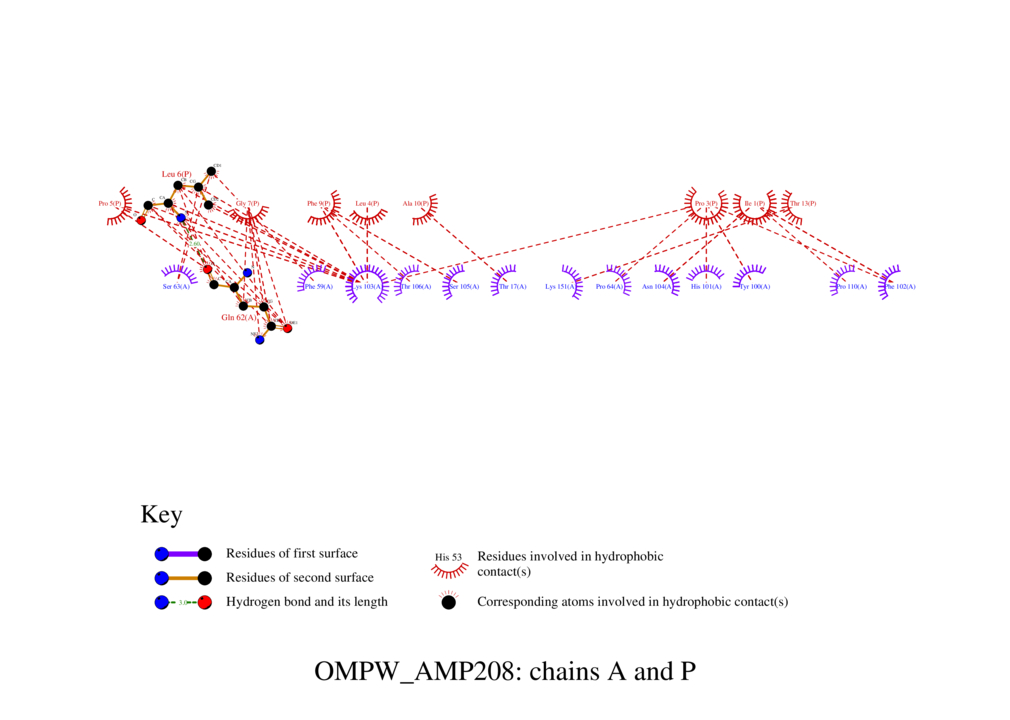 Leu 6(P)
Pro 5(P)
Gly 7(P)
Phe 9(P)
Leu 4(P)
Ala 10(P)
Pro 3(P)
Ile 1(P)
Thr 13(P)
Ser 63(A)
Phe 59(A)
Lys 103(A)
Thr 106(A)
Ser 105(A)
Thr 17(A)
Lys 151(A)
Pro 64(A)
Asn 104(A)
His 101(A)
Tyr 100(A)
Pro 110(A)
Phe 102(A)
Gln 62(A)
Key
Residues of first surface
Residues of second surface
3.0
Hydrogen bond and its length
His 53
Residues involved in hydrophobic
contact(s)
Corresponding atoms involved in hydrophobic contact(s)
OMPW_AMP208: chains A and P